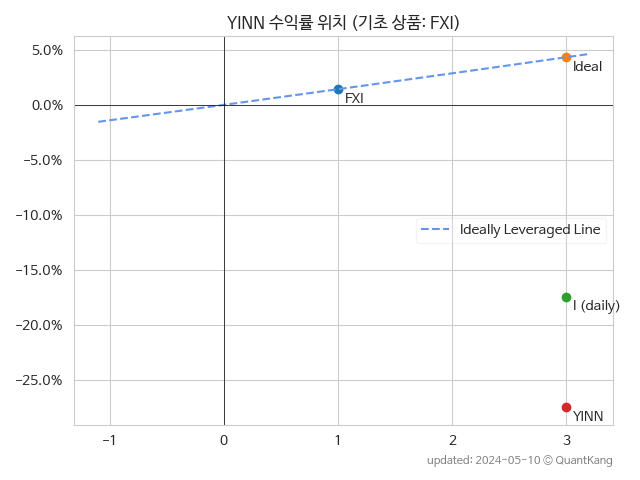 YINN 수익률 위치 (기초 상품: FXI)
5.0%
0.0%
−5.0%
−10.0%
−15.0%
−20.0%
−25.0%
Ideal
FXI
Ideally Leveraged Line
I (daily)
YINN
−1
0
1
2
3
updated: 2024-05-10 © QuantKang